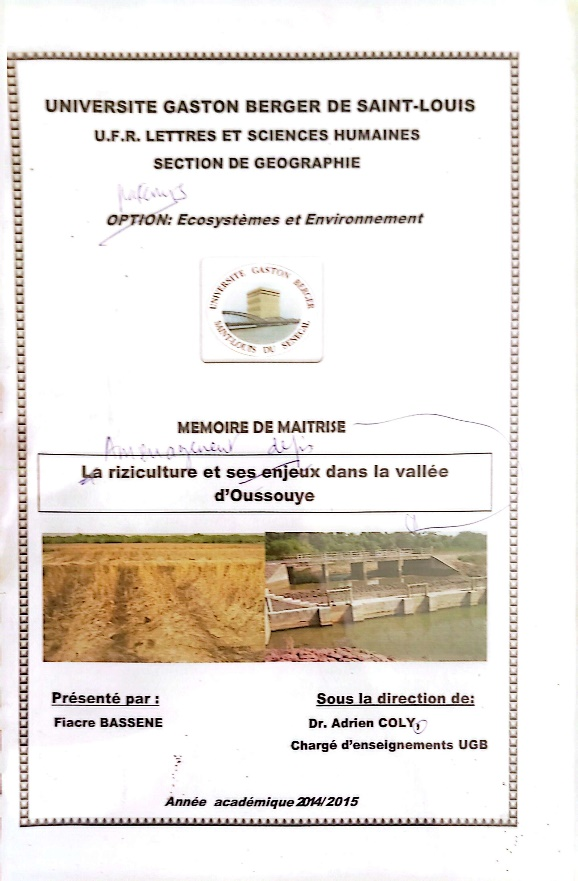 UNIVERSITE GASTON BERGER DE SAINT-LOUIS
U.F.R. LETTRES ET SCIENCES HUMAINES
SECTION DE GEOGRAPHIE
OPTION: Ecosystèmes et Environnement
UNIVERSITE GASTON BERGER
SAINT-LOUIS DU SENEGAL
MEMOIRE DE MAITRISE
Aménagement défis
La riziculture et ses enjeux dans la vallée
d'Oussouye
Présenté par :
Fiacre BASSENE
Sous la direction de:
Dr. Adrien COLY,
Chargé d'enseignements UGB
Année académique 2014/2015